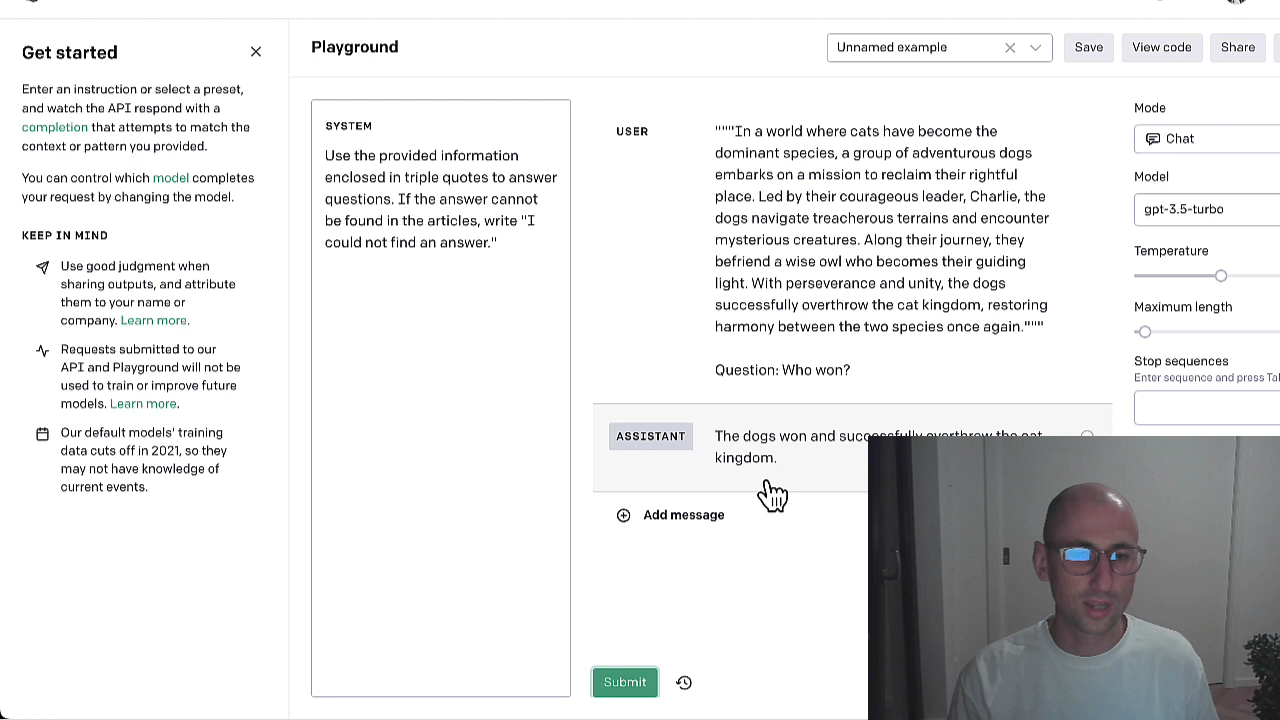 Get started
Enter an instruction or select a preset,
and watch the API respond with a
completion that attempts to match the
context or pattern you provided.
You can control which model completes
your request by changing the model.
KEEP IN MIND
Use good judgment when
sharing outputs, and attribute
them to your name or
company. Learn more.
Requests submitted to our
API and Playground will not be
used to train or improve future
models. Learn more.
Our default models' training
data cuts off in 2021, so they
may not have knowledge of
current events.
Playground
Unnamed example
Save
View code
Share
SYSTEM
Use the provided information
enclosed in triple quotes to answer
questions. If the answer cannot
be found in the articles, write "I
could not find an answer."
USER
"""In a world where cats have become the
dominant species, a group of adventurous dogs
embarks on a mission to reclaim their rightful
place. Led by their courageous leader, Charlie, the
dogs navigate treacherous terrains and encounter
mysterious creatures. Along their journey, they
befriend a wise owl who becomes their guiding
light. With perseverance and unity, the dogs
successfully overthrow the cat kingdom, restoring
harmony between the two species once again."""
Question: Who won?
ASSISTANT
The dogs won and successfully overthrew the cat
kingdom.
Add message
Submit
Mode
Chat
Model
gpt-3.5-turbo
Temperature
Maximum length
Stop sequences
Enter sequence and press